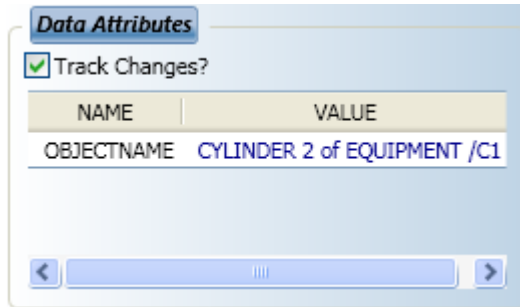 Data Attributes
Track Changes?
NAME VALUE
OBJECTNAME CYLINDER 2 of EQUIPMENT /C1